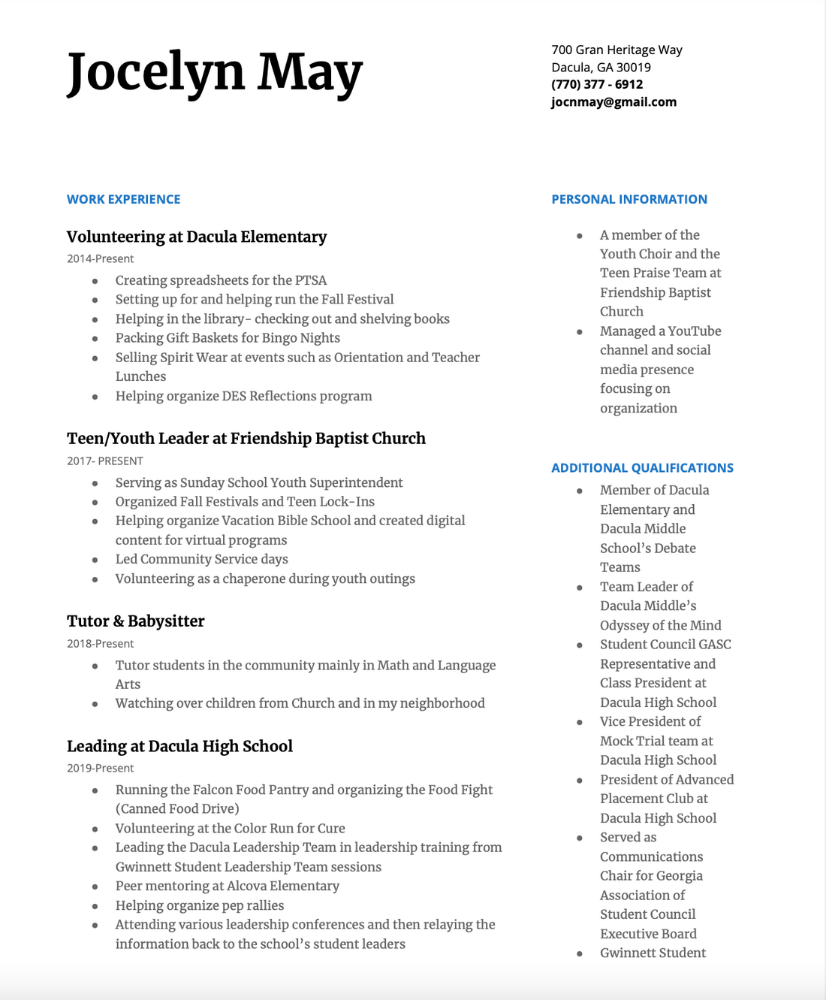 Jocelyn May
700 Gran Heritage Way
Dacula, GA 30019
(770) 377 - 6912
jocnmay@gmail.com
WORK EXPERIENCE
Volunteering at Dacula Elementary
2014-Present
● Creating spreadsheets for the PTSA
● Setting up for and helping run the Fall Festival
● Helping in the library- checking out and shelving books
● Packing Gift Baskets for Bingo Nights
● Selling Spirit Wear at events such as Orientation and Teacher
Lunches
● Helping organize DES Reflections program
Teen/Youth Leader at Friendship Baptist Church
2017- PRESENT
● Serving as Sunday School Youth Superintendent
● Organized Fall Festivals and Teen Lock-Ins
● Helping organize Vacation Bible School and created digital
content for virtual programs
● Led Community Service days
● Volunteering as a chaperone during youth outings
Tutor & Babysitter
2018-Present
● Tutor students in the community mainly in Math and Language
Arts
● Watching over children from Church and in my neighborhood
Leading at Dacula High School
2019-Present
● Running the Falcon Food Pantry and organizing the Food Fight
(Canned Food Drive)
● Volunteering at the Color Run for Cure
● Leading the Dacula Leadership Team in leadership training from
Gwinnett Student Leadership Team sessions
● Peer mentoring at Alcova Elementary
● Helping organize pep rallies
● Attending various leadership conferences and then relaying the
information back to the school's student leaders
PERSONAL INFORMATION
● A member of the
Youth Choir and the
Teen Praise Team at
Friendship Baptist
Church
● Managed a YouTube
channel and social
media presence
focusing on
organization
ADDITIONAL QUALIFICATIONS
● Member of Dacula
Elementary and
Dacula Middle
School's Debate
Teams
● Team Leader of
Dacula Middle's
Odyssey of the Mind
● Student Council GASC
Representative and
Class President at
Dacula High School
● Vice President of
Mock Trial team at
Dacula High School
● President of Advanced
Placement Club at
Dacula High School
● Served as
Communications
Chair for Georgia
Association of
Student Council
Executive Board
● Gwinnett Student